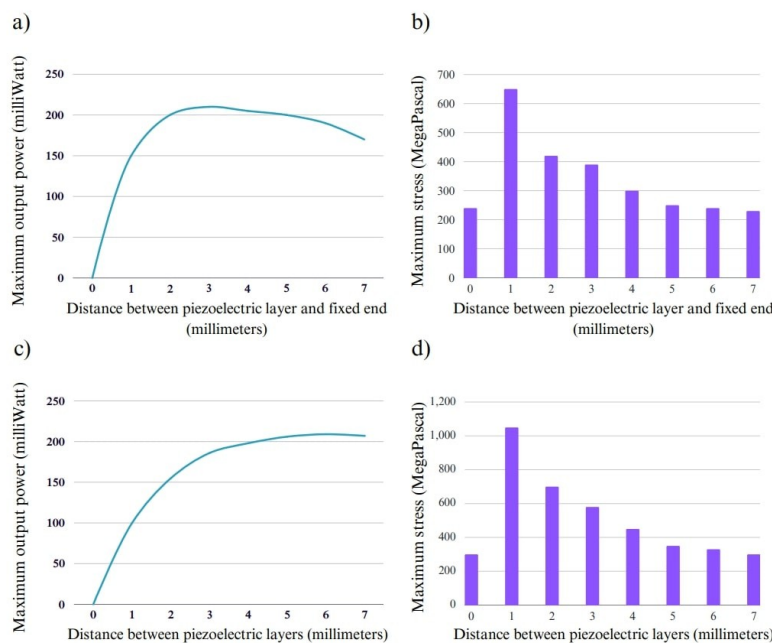 a)
Maximum output power (milliWatt)
250
200
150
100
50
0
0 1 2 3 4 5 6 7
Distance between piezoelectric layer and fixed end
(millimeters)
b)
Maximum stress (MegaPascal)
700
600
500
400
300
200
100
0
0 1 2 3 4 5 6 7
Distance between piezoelectric layer and fixed end
(millimeters)
c)
Maximum output power (milliWatt)
250
200
150
100
50
0
0 1 2 3 4 5 6 7
Distance between piezoelectric layers (millimeters)
d)
Maximum stress (MegaPascal)
1,200
1,000
800
600
400
200
0
0 1 2 3 4 5 6 7
Distance between piezoelectric layers (millimeters)